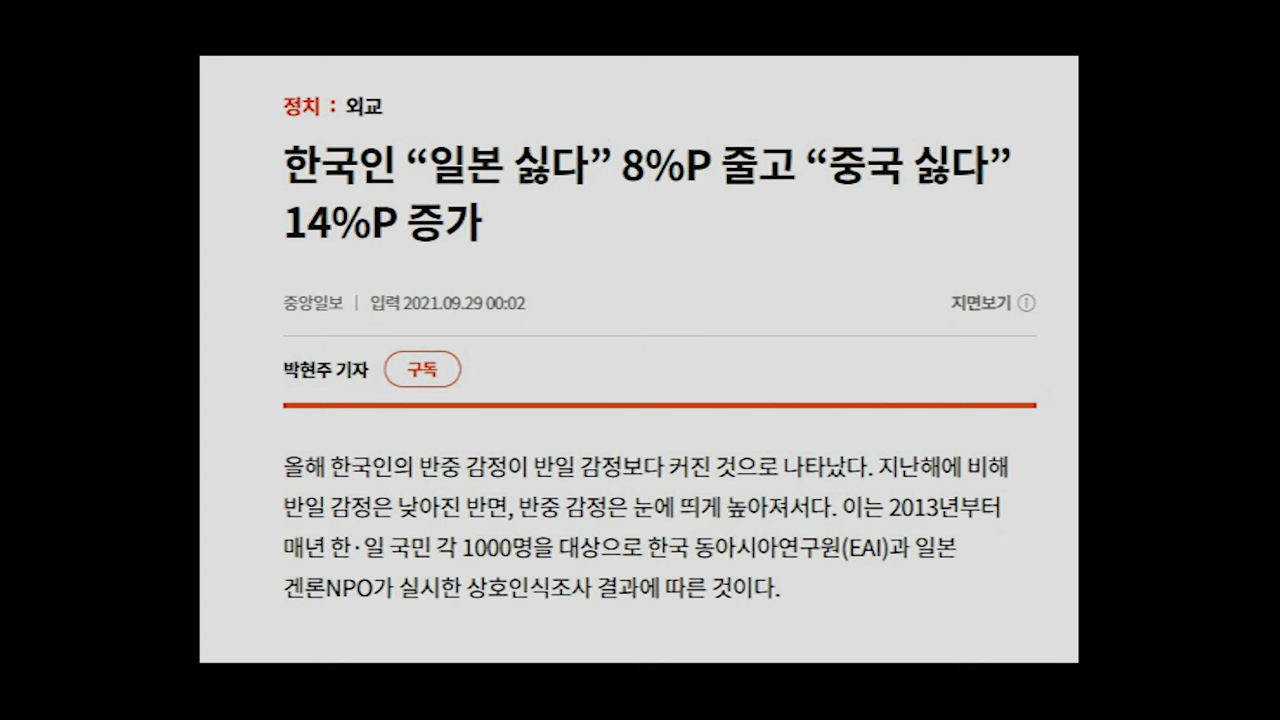 정치 : 외교
한국인 “일본 싫다” 8%P 줄고 “중국 싫다”
14%P 증가
중앙일보 | 입력 2021.09.29 00:02
지면보기 ⓘ
박현주 기자 구독
올해 한국인의 반중 감정이 반일 감정보다 커진 것으로 나타났다. 지난해에 비해
반일 감정은 낮아진 반면, 반중 감정은 눈에 띄게 높아져서다. 이는 2013년부터
매년 한·일 국민 각 1000명을 대상으로 한국 동아시아연구원(EAI)과 일본
겐론NPO가 실시한 상호인식조사 결과에 따른 것이다.